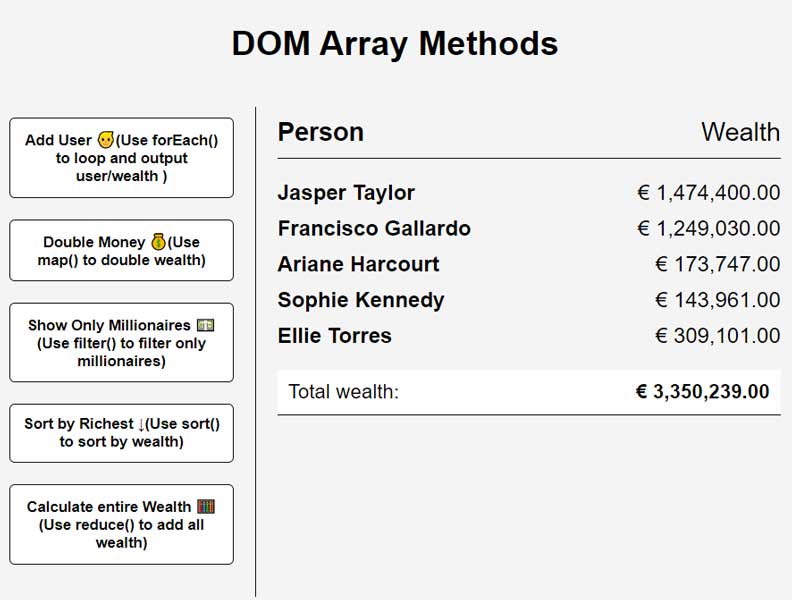 DOM Array Methods
Add User 👴(Use forEach()
to loop and output
user/wealth )
Double Money 💰(Use
map() to double wealth)
Show Only Millionaires 💵
(Use filter() to filter only
millionaires)
Sort by Richest ↓(Use sort()
to sort by wealth)
Calculate entire Wealth 🧮
(Use reduce() to add all
wealth)
Person Wealth
Jasper Taylor € 1,474,400.00
Francisco Gallardo € 1,249,030.00
Ariane Harcourt € 173,747.00
Sophie Kennedy € 143,961.00
Ellie Torres € 309,101.00
Total wealth: € 3,350,239.00